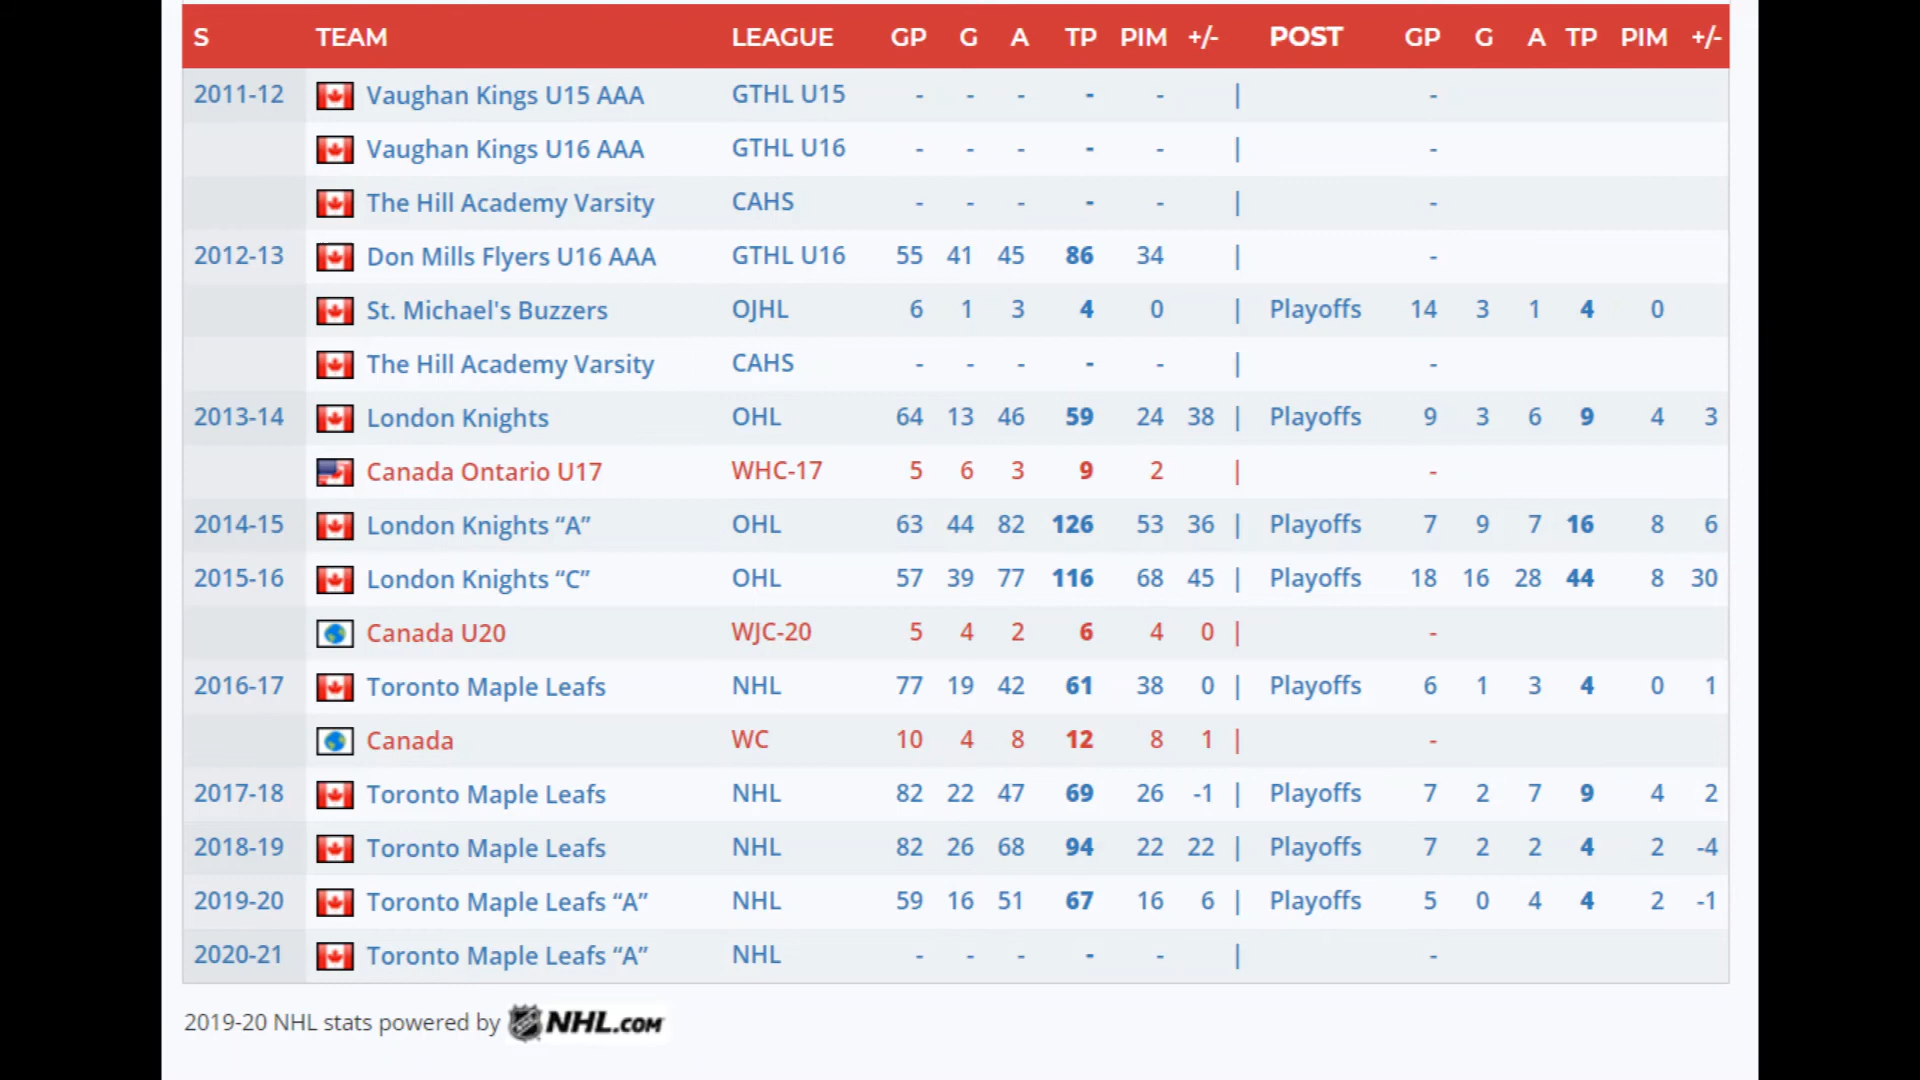 S TEAM LEAGUE GP G A TP PIM +/- POST GP G A TP PIM +/-
2011-12 Vaughan Kings U15 AAA GTHL U15 - - - - - | -
Vaughan Kings U16 AAA GTHL U16 - - - - - | -
The Hill Academy Varsity CAHS - - - - - | -
2012-13 Don Mills Flyers U16 AAA GTHL U16 55 41 45 86 34 | -
St. Michael's Buzzers OJHL 6 1 3 4 0 | Playoffs 14 3 1 4 0
The Hill Academy Varsity CAHS - - - - - | -
2013-14 London Knights OHL 64 13 46 59 24 38 | Playoffs 9 3 6 9 4 3
Canada Ontario U17 WHC-17 5 6 3 9 2 | -
2014-15 London Knights “A” OHL 63 44 82 126 53 36 | Playoffs 7 9 7 16 8 6
2015-16 London Knights “C” OHL 57 39 77 116 68 45 | Playoffs 18 16 28 44 8 30
Canada U20 WJC-20 5 4 2 6 4 0 | -
2016-17 Toronto Maple Leafs NHL 77 19 42 61 38 0 | Playoffs 6 1 3 4 0 1
Canada WC 10 4 8 12 8 1 | -
2017-18 Toronto Maple Leafs NHL 82 22 47 69 26 -1 | Playoffs 7 2 7 9 4 2
2018-19 Toronto Maple Leafs NHL 82 26 68 94 22 22 | Playoffs 7 2 2 4 2 -4
2019-20 Toronto Maple Leafs “A” NHL 59 16 51 67 16 6 | Playoffs 5 0 4 4 2 -1
2020-21 Toronto Maple Leafs “A” NHL - - - - - | -
2019-20 NHL stats powered by NHL.COM